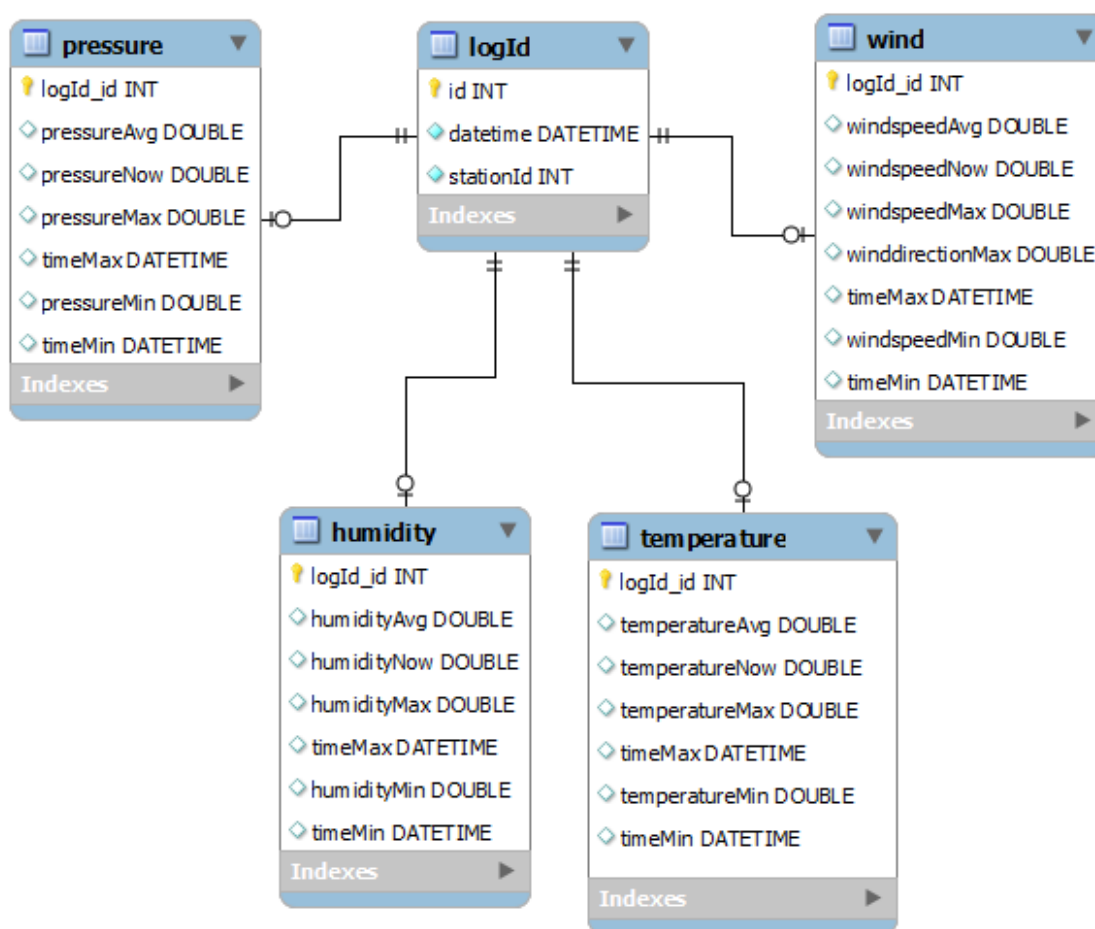 pressure
logId_id INT
pressureAvg DOUBLE
pressureNow DOUBLE
pressureMax DOUBLE
timeMax DATETIME
pressureMin DOUBLE
timeMin DATETIME
Indexes
logId
id INT
datetime DATETIME
stationId INT
Indexes
wind
logId_id INT
windspeedAvg DOUBLE
windspeedNow DOUBLE
windspeedMax DOUBLE
winddirectionMax DOUBLE
timeMax DATETIME
windspeedMin DOUBLE
timeMin DATETIME
Indexes
humidity
logId_id INT
humidityAvg DOUBLE
humidityNow DOUBLE
humidityMax DOUBLE
timeMax DATETIME
humidityMin DOUBLE
timeMin DATETIME
Indexes
temperature
logId_id INT
temperatureAvg DOUBLE
temperatureNow DOUBLE
temperatureMax DOUBLE
timeMax DATETIME
temperatureMin DOUBLE
timeMin DATETIME
Indexes